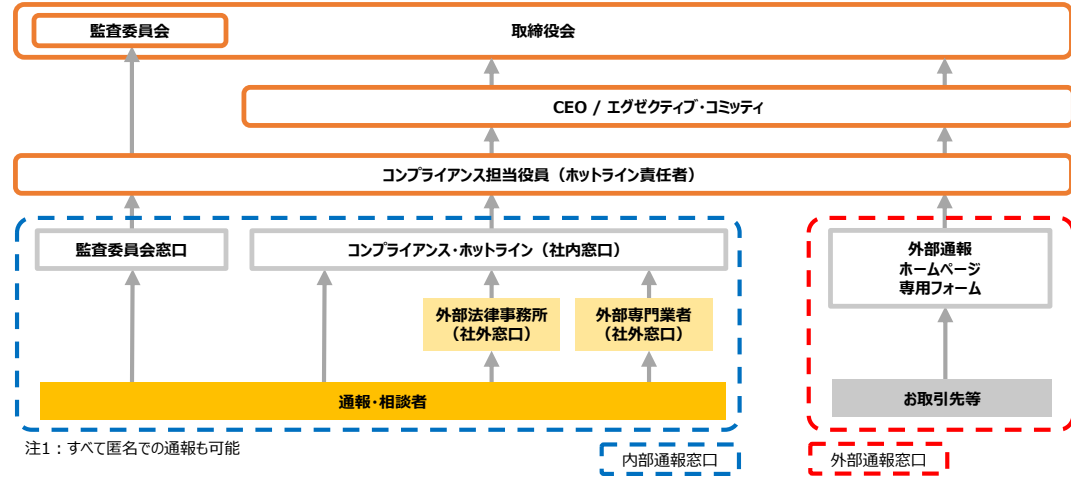 監査委員会
取締役会
CEO / エグゼクティブ・コミッティ
コンプライアンス担当役員（ホットライン責任者）
監査委員会窓口
コンプライアンス・ホットライン（社内窓口）
外部通報
ホームページ
専用フォーム
外部法律事務所
（社外窓口）
外部専門業者
（社外窓口）
通報・相談者
お取引先等
注1：すべて匿名での通報も可能
内部通報窓口
外部通報窓口